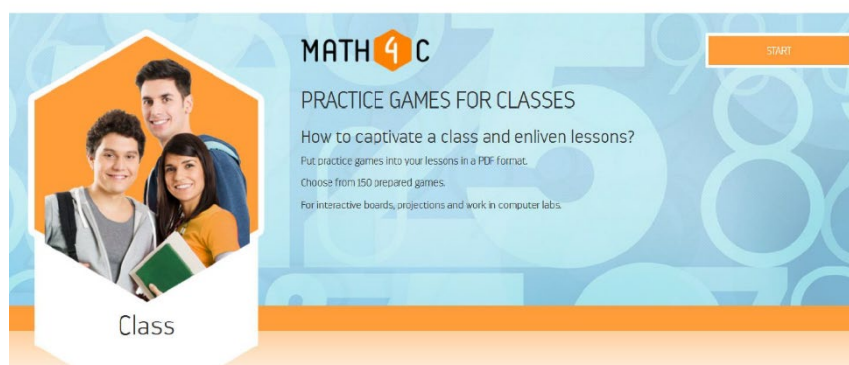 MATH4C
START
PRACTICE GAMES FOR CLASSES
How to captivate a class and enliven lessons?
Put practice games into your lessons in a PDF format.
Choose from 150 prepared games.
For interactive boards, projections and work in computer labs.
Class